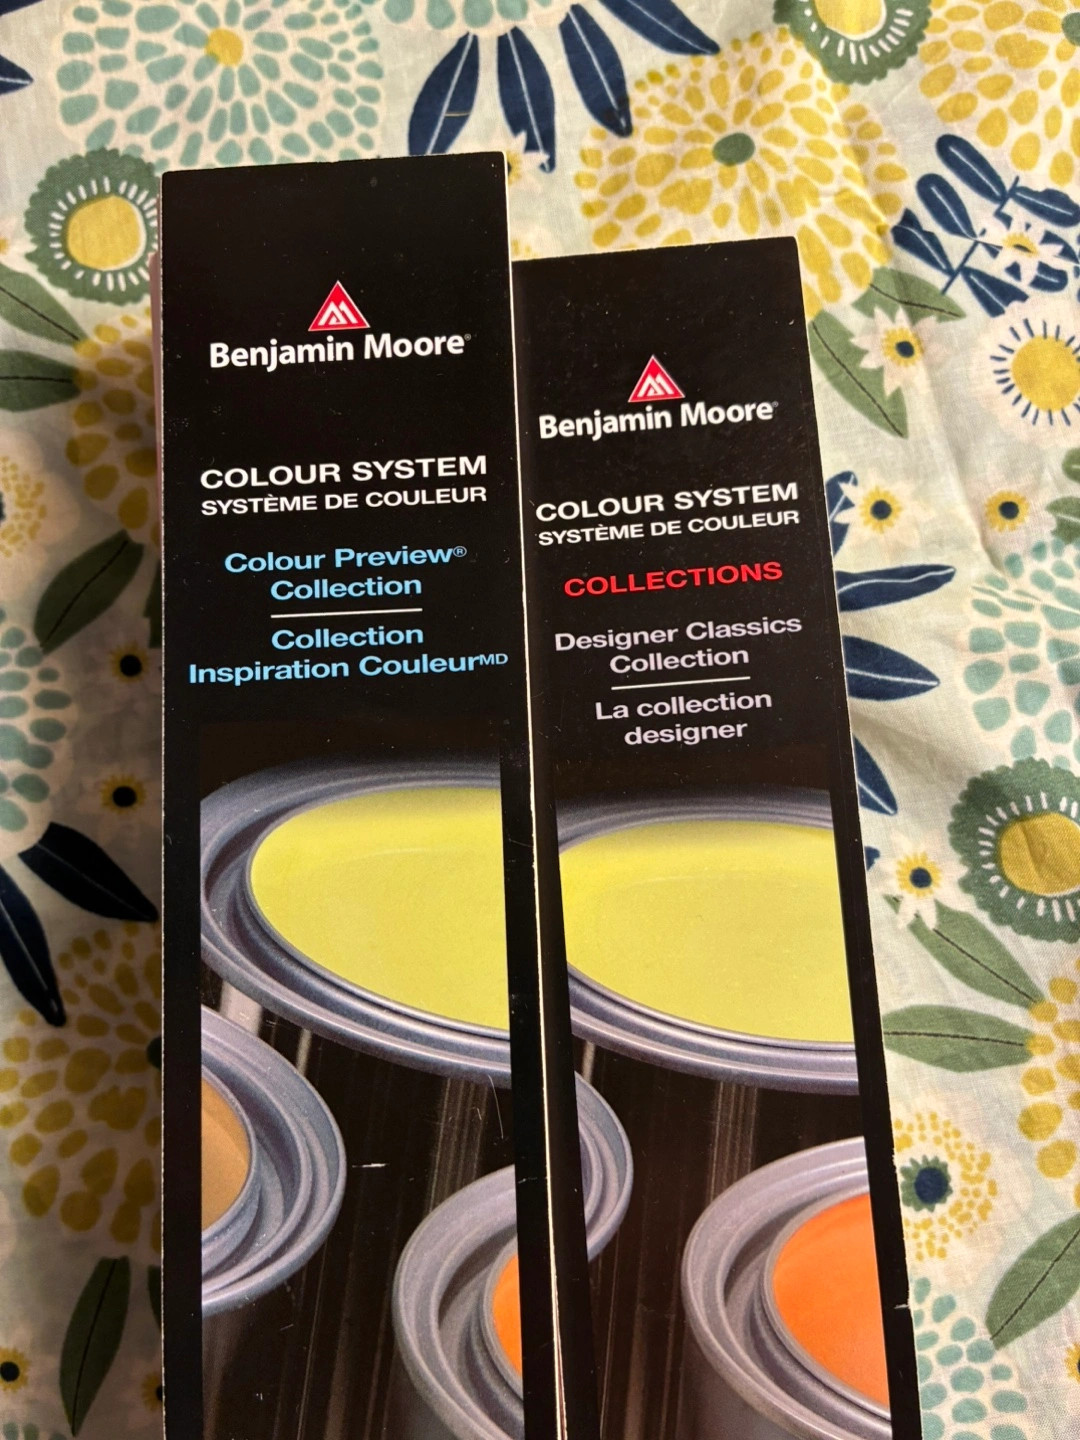 Benjamin Moore®
COLOUR SYSTEM
SYSTÈME DE COULEUR
Colour Preview®
Collection
Collection
Inspiration Couleurᴹᴰ
Benjamin Moore®
COLOUR SYSTEM
SYSTÈME DE COULEUR
COLLECTIONS
Designer Classics
Collection
La collection
designer